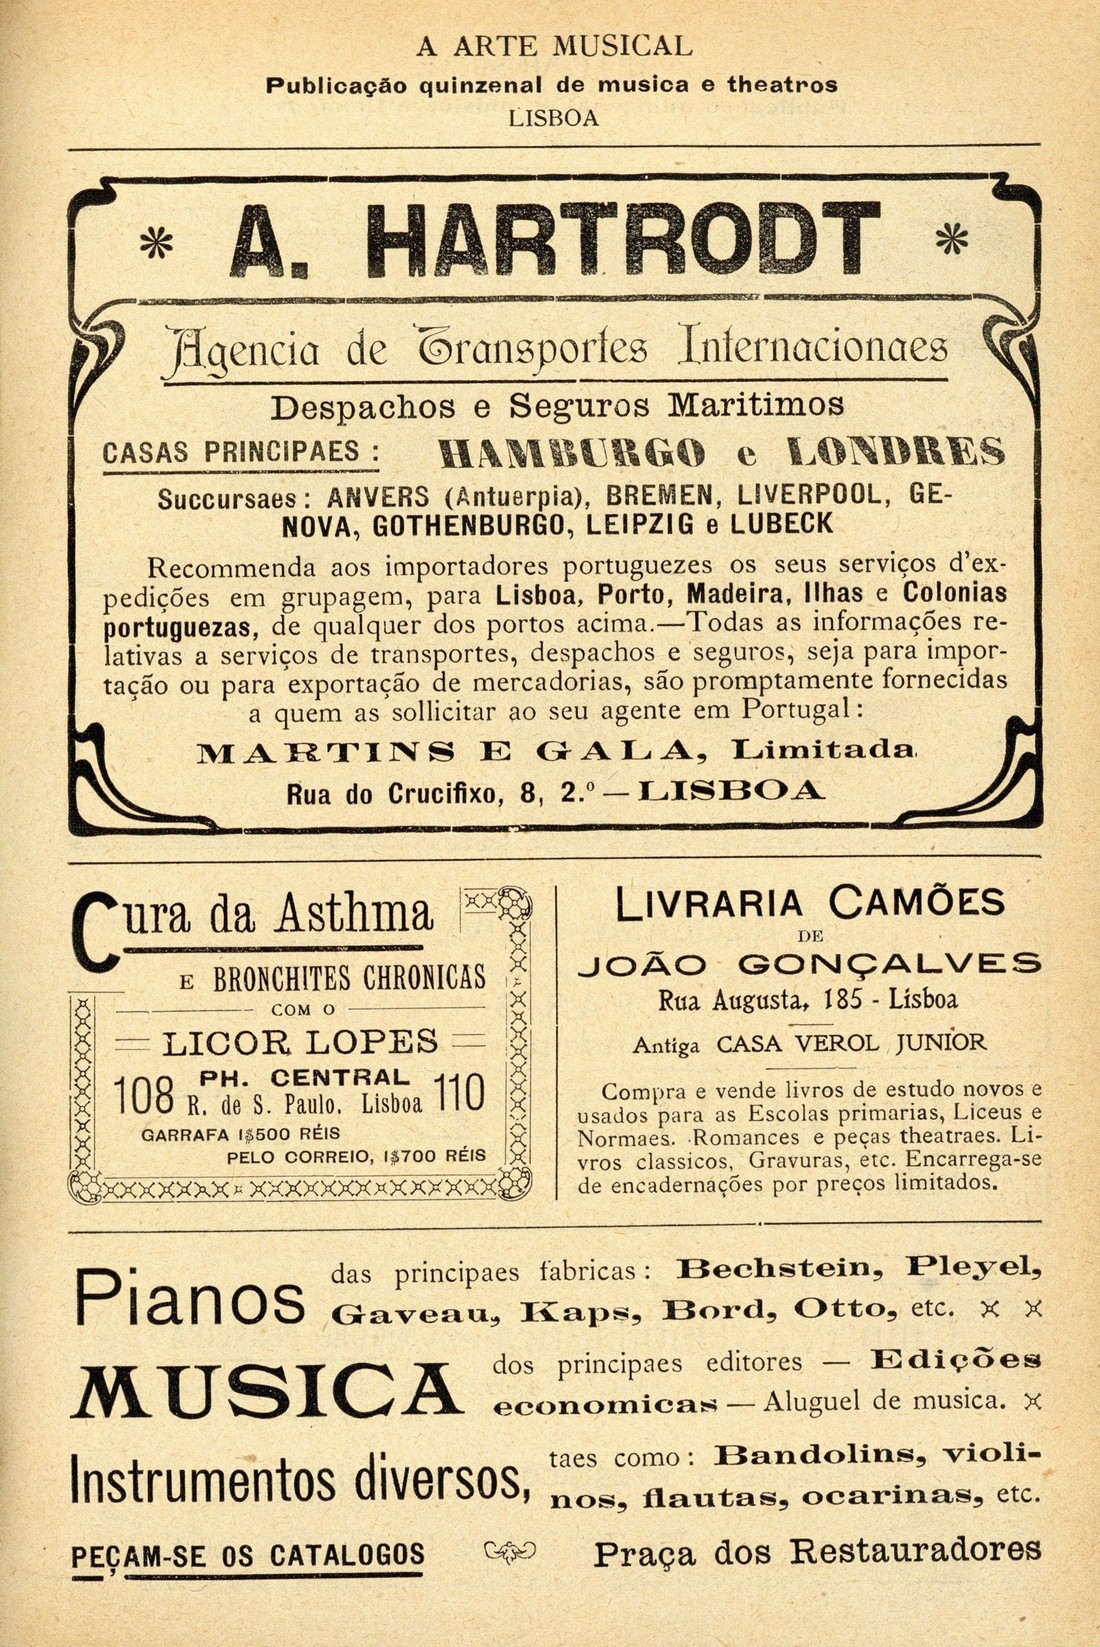 A ARTE MUSICAL
Publicação quinzenal de musica e theatros
LISBOA
A. HARTRODT
Agencia de Transportes Internacionaes
Despachos e Seguros Maritimos
CASAS PRINCIPAES : HAMBURGO e LONDRES
Succursaes : ANVERS (Antuerpia), BREMEN, LIVERPOOL, GE-
NOVA, GOTHENBURGO, LEIPZIG e LUBECK
Recommenda aos importadores portuguezes os seus serviços d'ex-
pedições em grupagem, para Lisboa, Porto, Madeira, Ilhas e Colonias
portuguezas, de qualquer dos portos acima.—Todas as informações re-
lativas a serviços de transportes, despachos e seguros, seja para impor-
tação ou para exportação de mercadorias, são promptamente fornecidas
a quem as sollicitar ao seu agente em Portugal :
MARTINS E GALA, Limitada
Rua do Crucifixo, 8, 2.º — LISBOA
Cura da Asthma
E BRONCHITES CHRONICAS
COM O
LICOR LOPES
108 PH. CENTRAL 110
R. de S. Paulo. Lisboa
GARRAFA 1$500 RÉIS
PELO CORREIO, 1$700 RÉIS
LIVRARIA CAMÕES
DE
JOÃO GONÇALVES
Rua Augusta, 185 - Lisboa
Antiga CASA VEROL JUNIOR
Compra e vende livros de estudo novos e
usados para as Escolas primarias, Liceus e
Normaes. Romances e peças theatraes. Li-
vros classicos, Gravuras, etc. Encarrega-se
de encadernações por preços limitados.
Pianos das principaes fabricas : Bechstein, Pleyel,
Gaveau, Kaps, Bord, Otto, etc.
MUSICA dos principaes editores — Edições
economicas — Aluguel de musica.
Instrumentos diversos, taes como : Bandolins, violi-
nos, flautas, ocarinas, etc.
PEÇAM-SE OS CATALOGOS Praça dos Restauradores